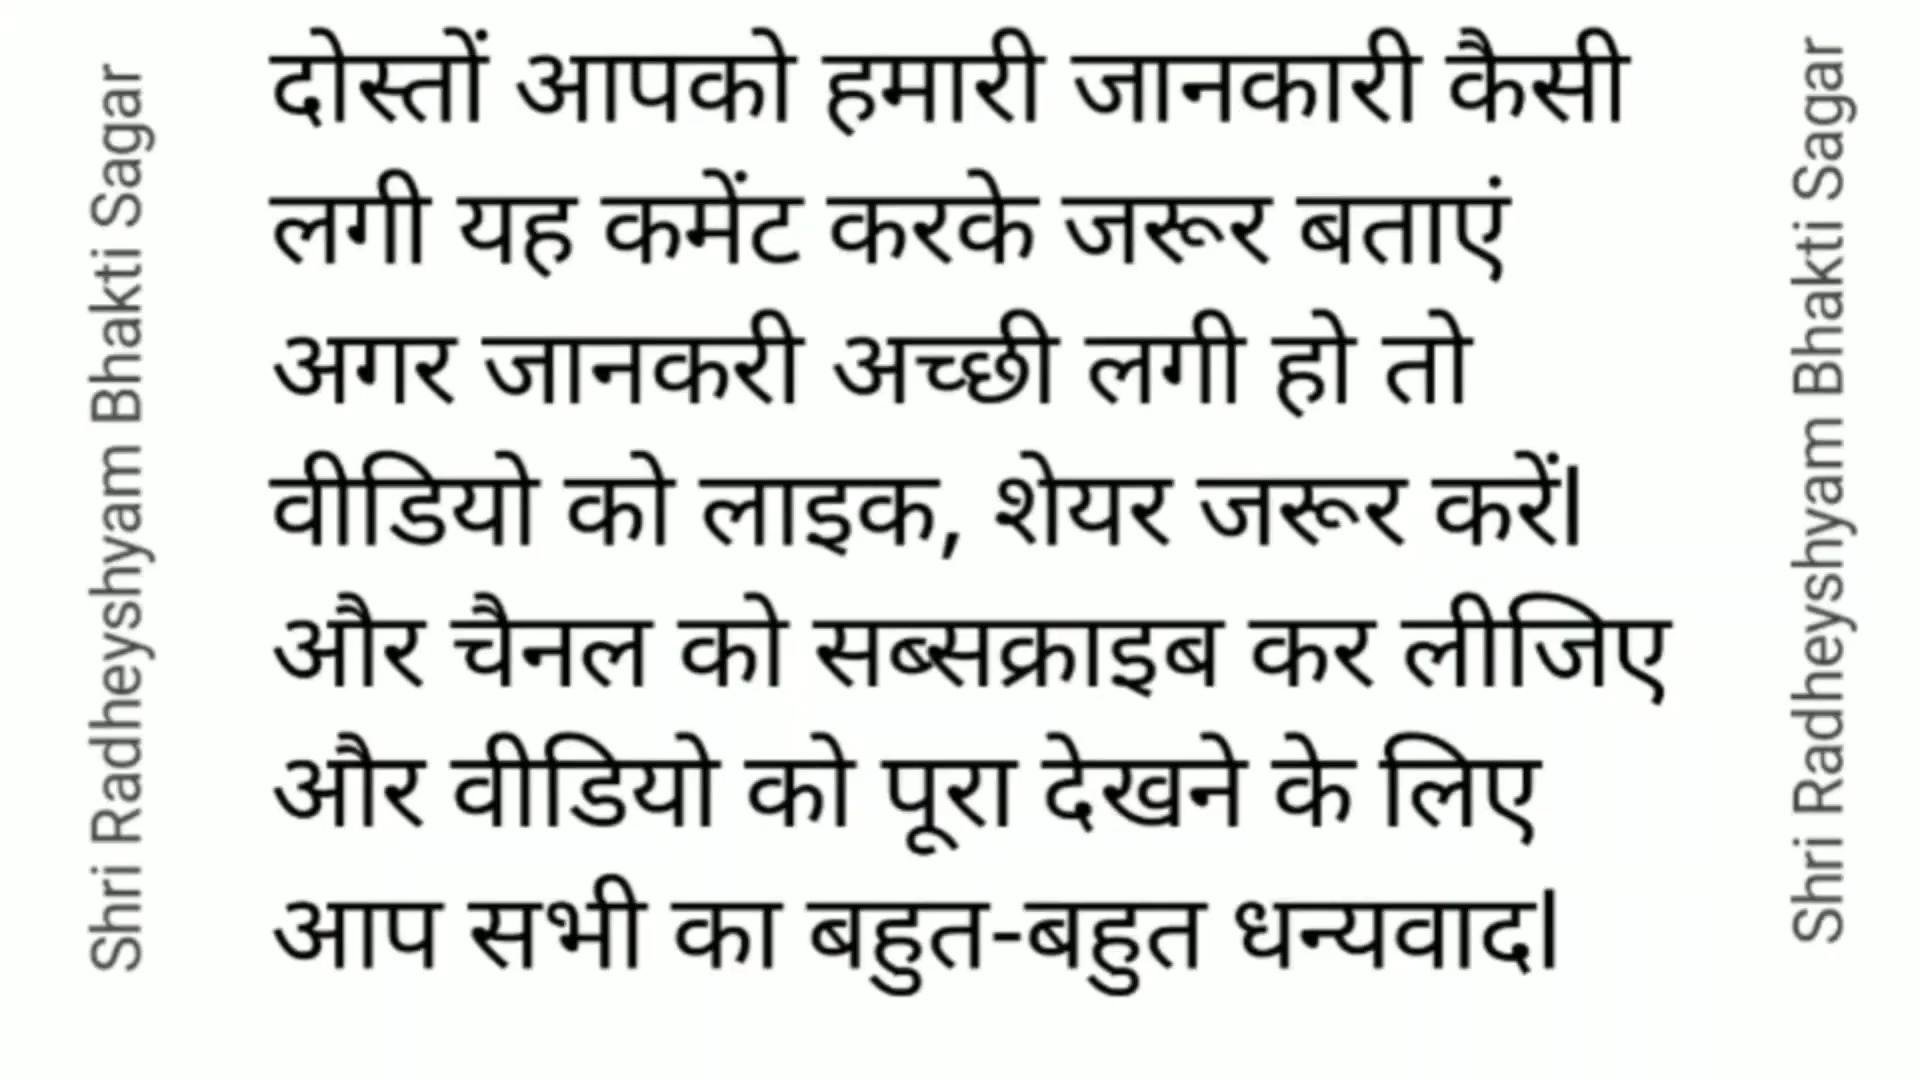 Shri Radheyshyam Bhakti Sagar
दोस्तों आपको हमारी जानकारी कैसी
लगी यह कमेंट करके जरूर बताएं
अगर जानकरी अच्छी लगी हो तो
वीडियो को लाइक, शेयर जरूर करें।
और चैनल को सब्सक्राइब कर लीजिए
और वीडियो को पूरा देखने के लिए
आप सभी का बहुत-बहुत धन्यवाद।
Shri Radheyshyam Bhakti Sagar